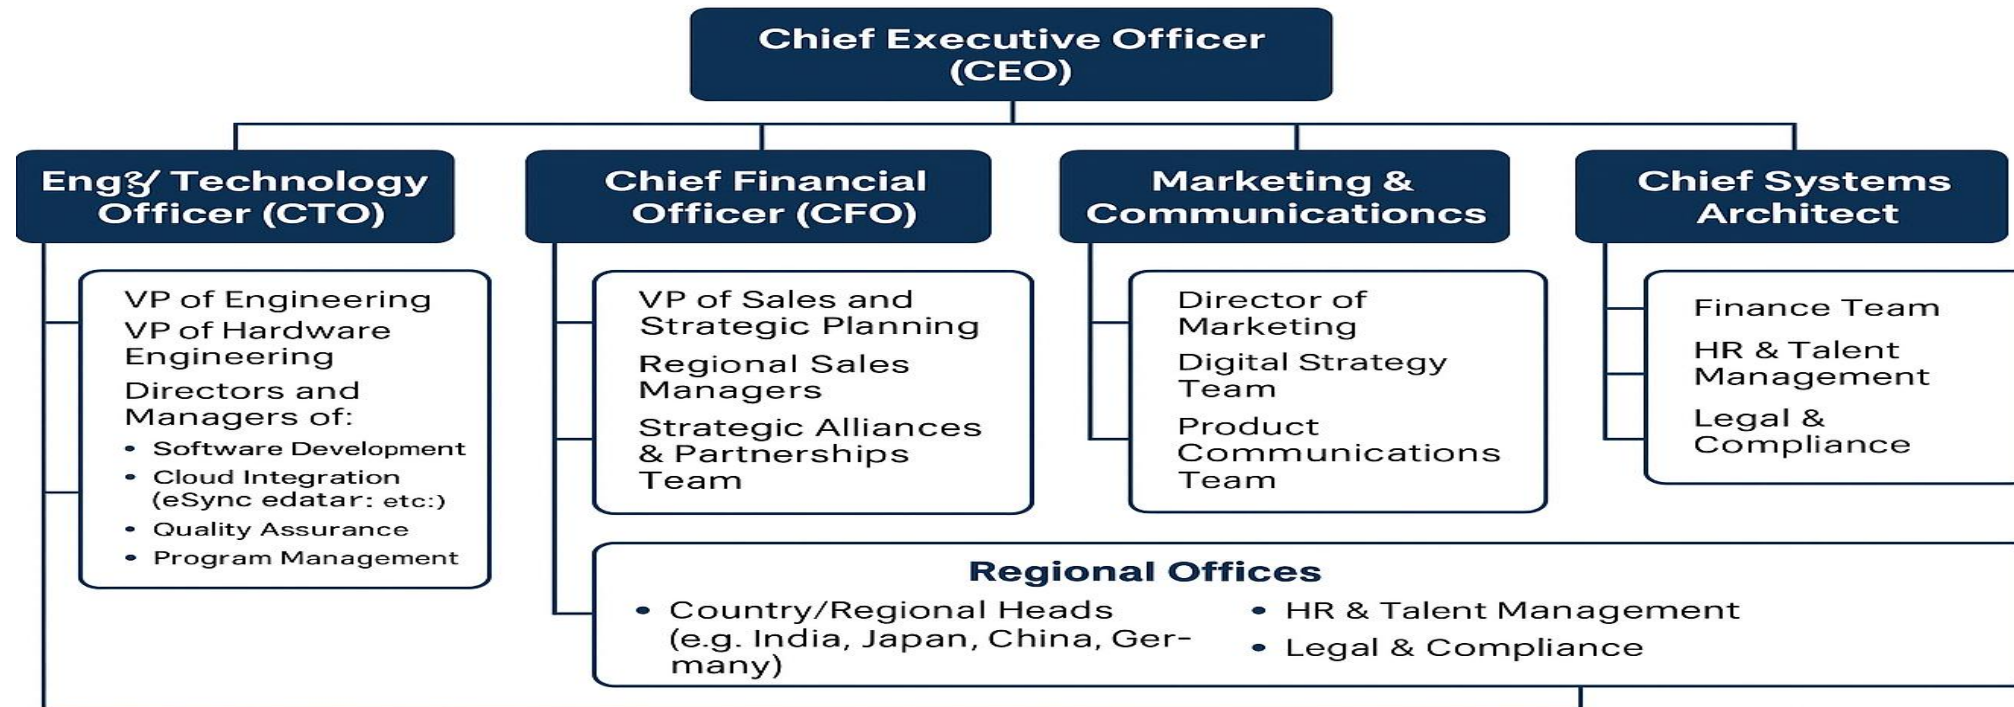 Chief Executive Officer
(CEO)
Technology
Officer (CTO)
Chief Financial
Officer (CFO)
Marketing &
Communicationcs
Chief Systems
Architect
VP of Engineering
VP of Hardware
Engineering
Directors and
Managers of:
• Software Development
• Cloud Integration
(eSync edatar: etc:)
• Quality Assurance
• Program Management
VP of Sales and
Strategic Planning
Regional Sales
Managers
Strategic Alliances
& Partnerships
Team
Director of
Marketing
Digital Strategy
Team
Product
Communications
Team
Finance Team
HR & Talent
Management
Legal &
Compliance
Regional Offices
• Country/Regional Heads
(e.g. India, Japan, China, Ger-
many)
• HR & Talent Management
• Legal & Compliance